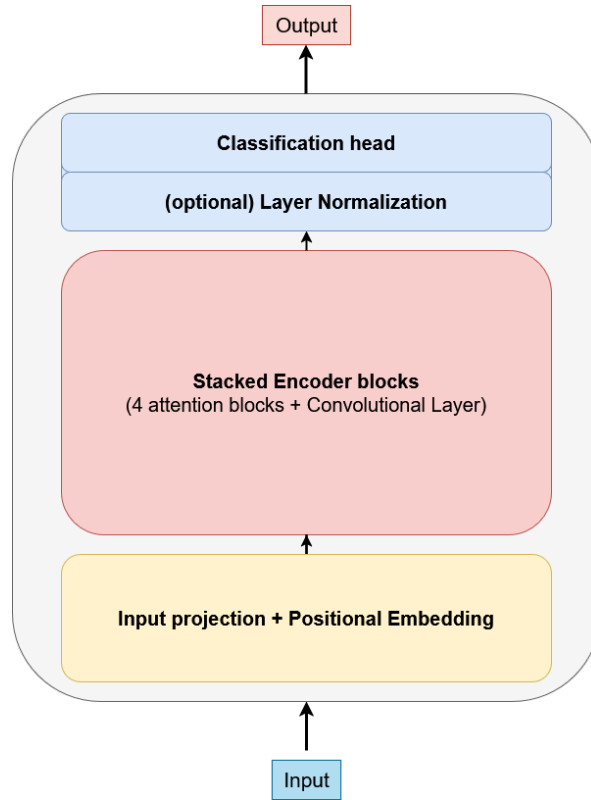 Output
Classification head
(optional) Layer Normalization
Stacked Encoder blocks
(4 attention blocks + Convolutional Layer)
Input projection + Positional Embedding
Input